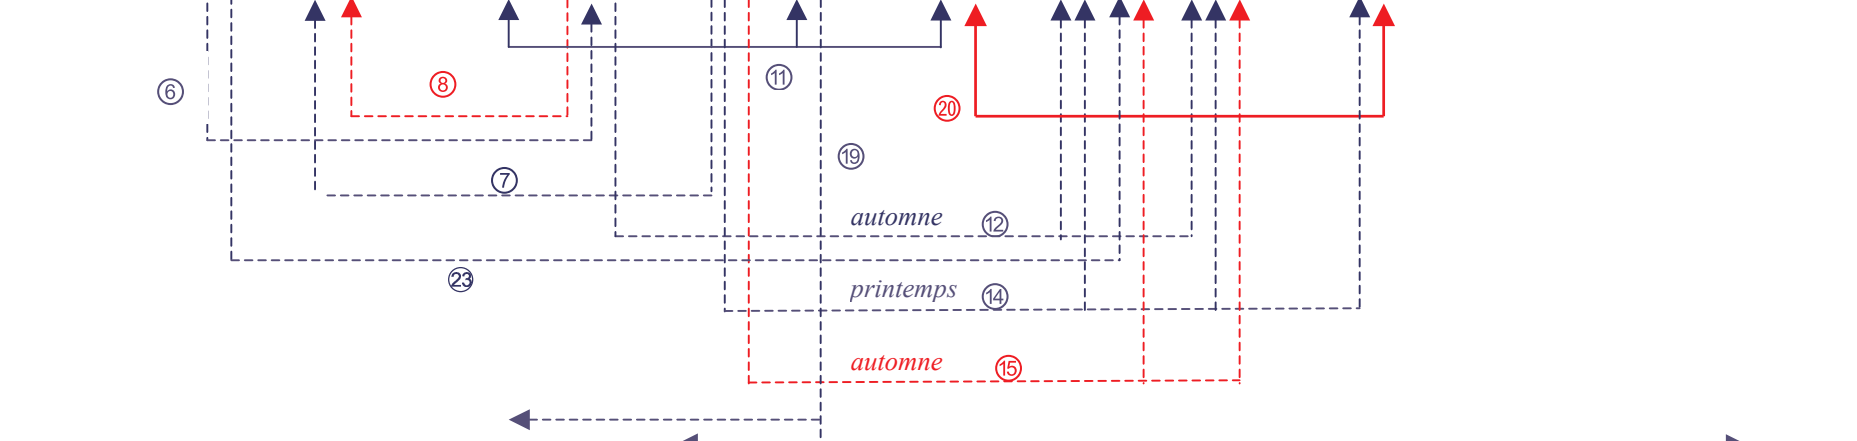 ⑧
⑪
⑥
⑳
⑲
⑦
automne ⑫
㉓
printemps ⑭
automne ⑮